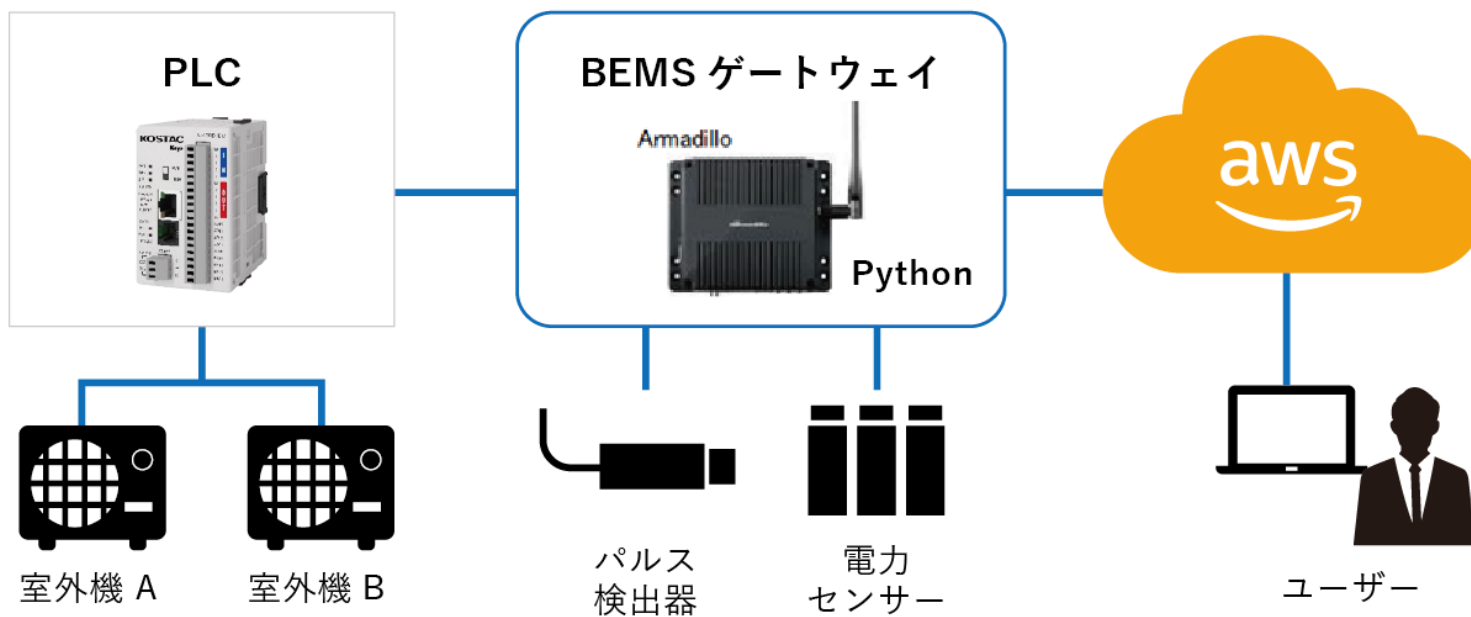 PLC
KOSTAC
BEMS ゲートウェイ
Armadillo
Python
aws
室外機 A
室外機 B
パルス
検出器
電力
センサー
ユーザー